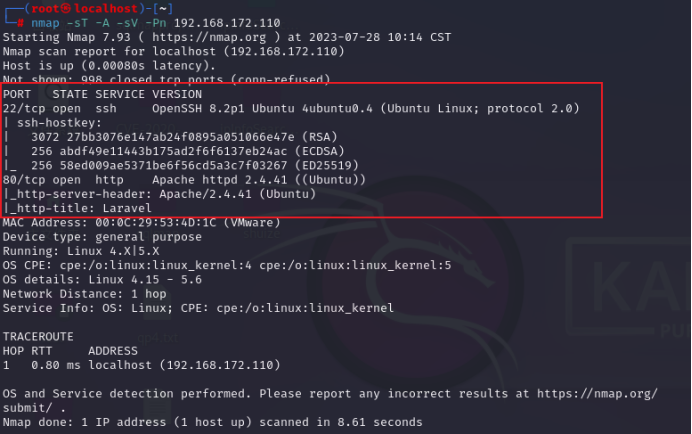 ┌──(root㉿localhost)-[~]
└─# nmap -sT -A -sV -Pn 192.168.172.110
Starting Nmap 7.93 ( https://nmap.org ) at 2023-07-28 10:14 CST
Nmap scan report for localhost (192.168.172.110)
Host is up (0.00080s latency).
Not shown: 998 closed tcp ports (conn-refused)
PORT   STATE SERVICE VERSION
22/tcp open  ssh     OpenSSH 8.2p1 Ubuntu 4ubuntu0.4 (Ubuntu Linux; protocol 2.0)
| ssh-hostkey:
|   3072 27bb3076e147ab24f0895a051066e47e (RSA)
|   256 abdf49e11443b175ad2f6f6137eb24ac (ECDSA)
|_  256 58ed009ae5371be6f56cd5a3c7f03267 (ED25519)
80/tcp open  http    Apache httpd 2.4.41 ((Ubuntu))
|_http-server-header: Apache/2.4.41 (Ubuntu)
|_http-title: Laravel
MAC Address: 00:0C:29:53:4D:1C (VMware)
Device type: general purpose
Running: Linux 4.X|5.X
OS CPE: cpe:/o:linux:linux_kernel:4 cpe:/o:linux:linux_kernel:5
OS details: Linux 4.15 - 5.6
Network Distance: 1 hop
Service Info: OS: Linux; CPE: cpe:/o:linux:linux_kernel
TRACEROUTE
HOP RTT     ADDRESS
1   0.80 ms localhost (192.168.172.110)
OS and Service detection performed. Please report any incorrect results at https://nmap.org/
submit/ .
Nmap done: 1 IP address (1 host up) scanned in 8.61 seconds